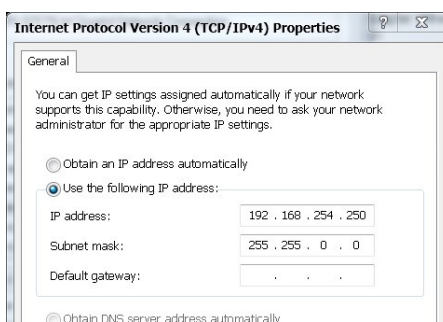 Internet Protocol Version 4 (TCP/IPv4) Properties
General
You can get IP settings assigned automatically if your network
supports this capability. Otherwise, you need to ask your network
administrator for the appropriate IP settings.
Obtain an IP address automatically
Use the following IP address:
IP address: 192 . 168 . 254 . 250
Subnet mask: 255 . 255 . 0 . 0
Default gateway: . . .
Obtain DNS server address automatically